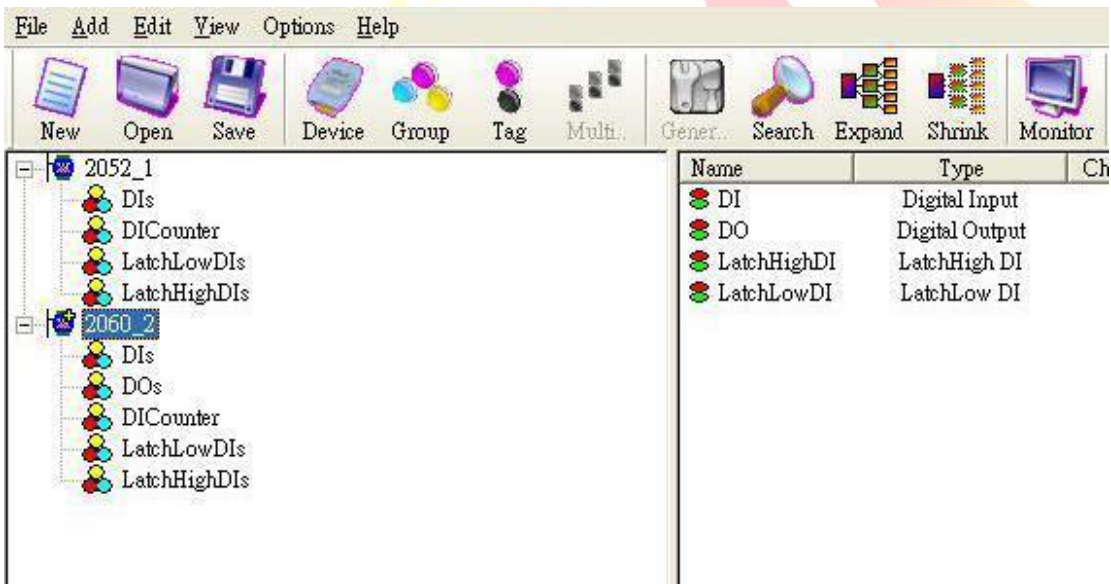 File Add Edit View Options Help
New Open Save Device Group Tag Multi.. Gener... Search Expand Shrink Monitor
2052_1
DIs
DICounter
LatchLowDIs
LatchHighDIs
2060_2
DIs
DOs
DICounter
LatchLowDIs
LatchHighDIs
Name Type Ch
DI Digital Input
DO Digital Output
LatchHighDI LatchHigh DI
LatchLowDI LatchLow DI